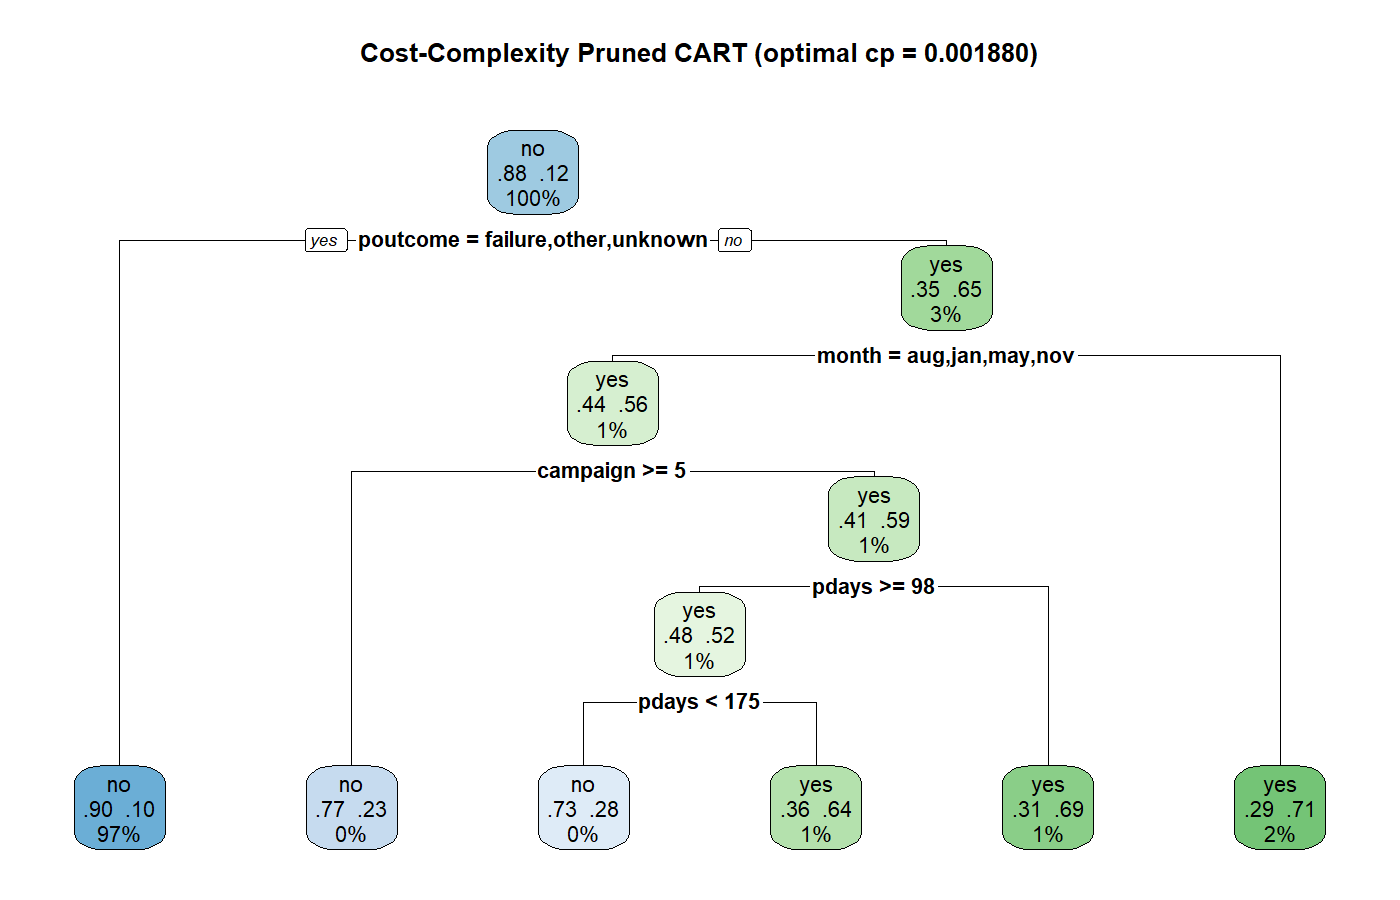 Cost-Complexity Pruned CART (optimal cp = 0.001880)
no
.88 .12
100%
yes poutcome = failure,other,unknown no
yes
.35 .65
3%
month = aug,jan,may,nov
yes
.44 .56
1%
campaign >= 5
yes
.41 .59
1%
pdays >= 98
yes
.48 .52
1%
pdays < 175
no
.90 .10
97%
no
.77 .23
0%
no
.73 .28
0%
yes
.36 .64
1%
yes
.31 .69
1%
yes
.29 .71
2%